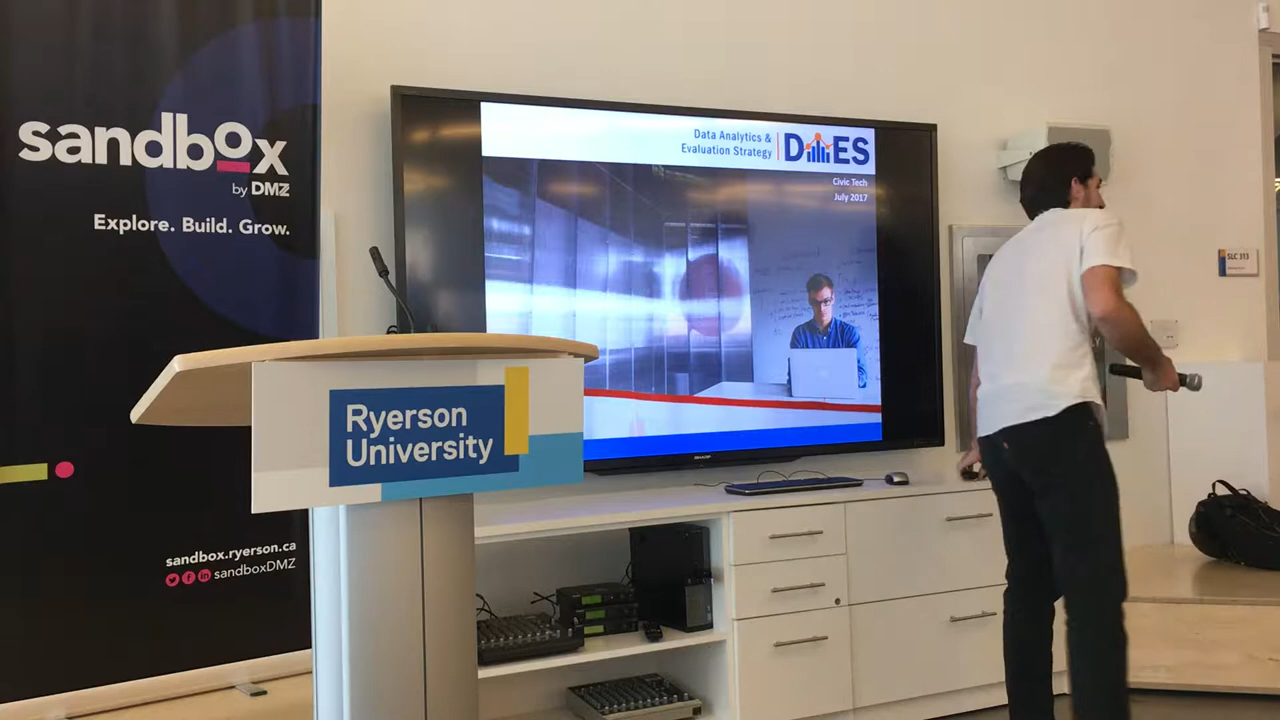 sandbox
by DMZ
Explore. Build. Grow.
sandbox.ryerson.ca
sandboxDMZ
Ryerson
University
Data Analytics &
Evaluation Strategy
DAES
Civic Tech
July 2017
SHARP
SLC 313